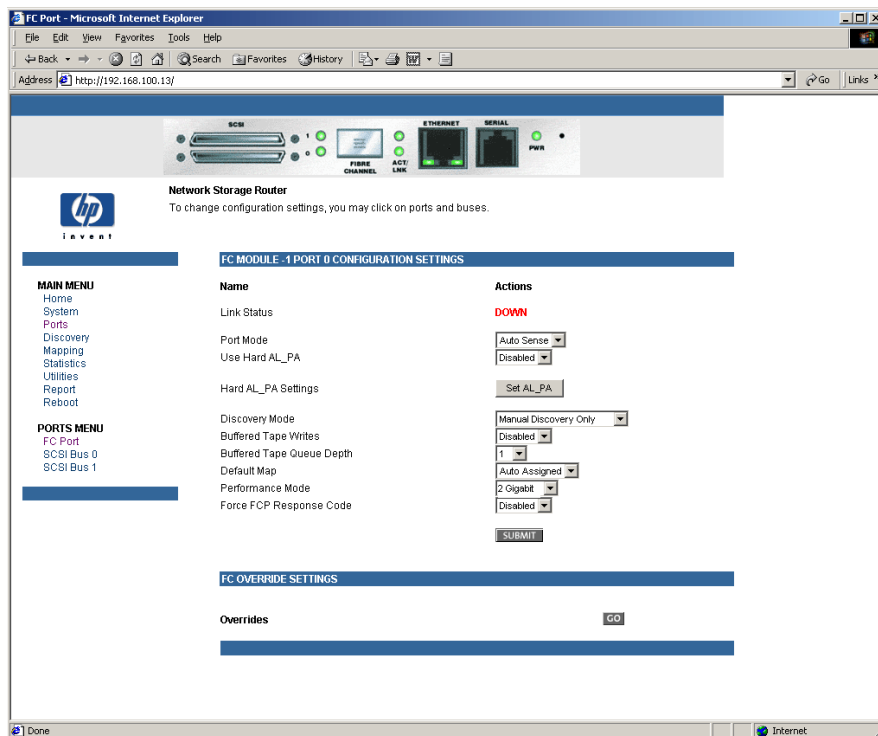 FC Port - Microsoft Internet Explorer
File Edit View Favorites Tools Help
Back Search Favorites History
Address http://192.168.100.13/ Go Links »
SCSI ETHERNET SERIAL
1
0
FIBRE CHANNEL
ACT/ LNK
PWR
hp
invent
Network Storage Router
To change configuration settings, you may click on ports and buses.
MAIN MENU
Home
System
Ports
Discovery
Mapping
Statistics
Utilities
Report
Reboot
PORTS MENU
FC Port
SCSI Bus 0
SCSI Bus 1
FC MODULE -1 PORT 0 CONFIGURATION SETTINGS
Name Actions
Link Status DOWN
Port Mode Auto Sense
Use Hard AL_PA Disabled
Hard AL_PA Settings Set AL_PA
Discovery Mode Manual Discovery Only
Buffered Tape Writes Disabled
Buffered Tape Queue Depth 1
Default Map Auto Assigned
Performance Mode 2 Gigabit
Force FCP Response Code Disabled
SUBMIT
FC OVERRIDE SETTINGS
Overrides GO
Done Internet